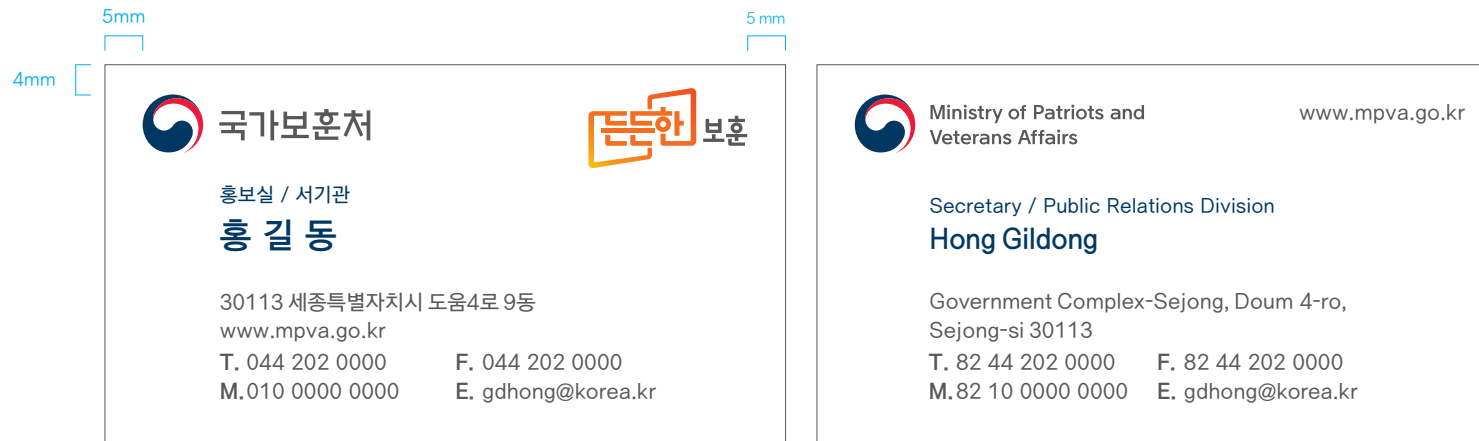 5mm
5 mm
4mm
국가보훈처
든든한 보훈
홍보실 / 서기관
홍 길 동
30113 세종특별자치시 도움4로 9동
www.mpva.go.kr
T. 044 202 0000 F. 044 202 0000
M.010 0000 0000 E. gdhong@korea.kr
Ministry of Patriots and
Veterans Affairs
www.mpva.go.kr
Secretary / Public Relations Division
Hong Gildong
Government Complex-Sejong, Doum 4-ro,
Sejong-si 30113
T. 82 44 202 0000 F. 82 44 202 0000
M.82 10 0000 0000 E. gdhong@korea.kr